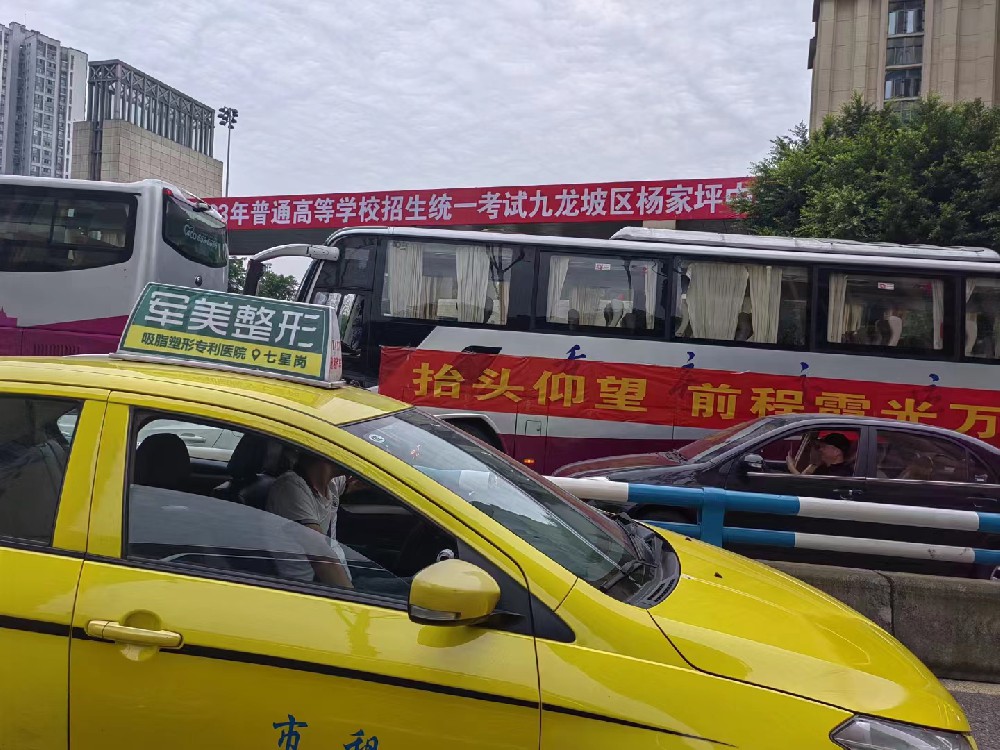 3年普通高等学校招生统一考试九龙坡区杨家坪中
军美整形
吸脂塑形专利医院 七星岗
抬头仰望 前程霞光万
市 租